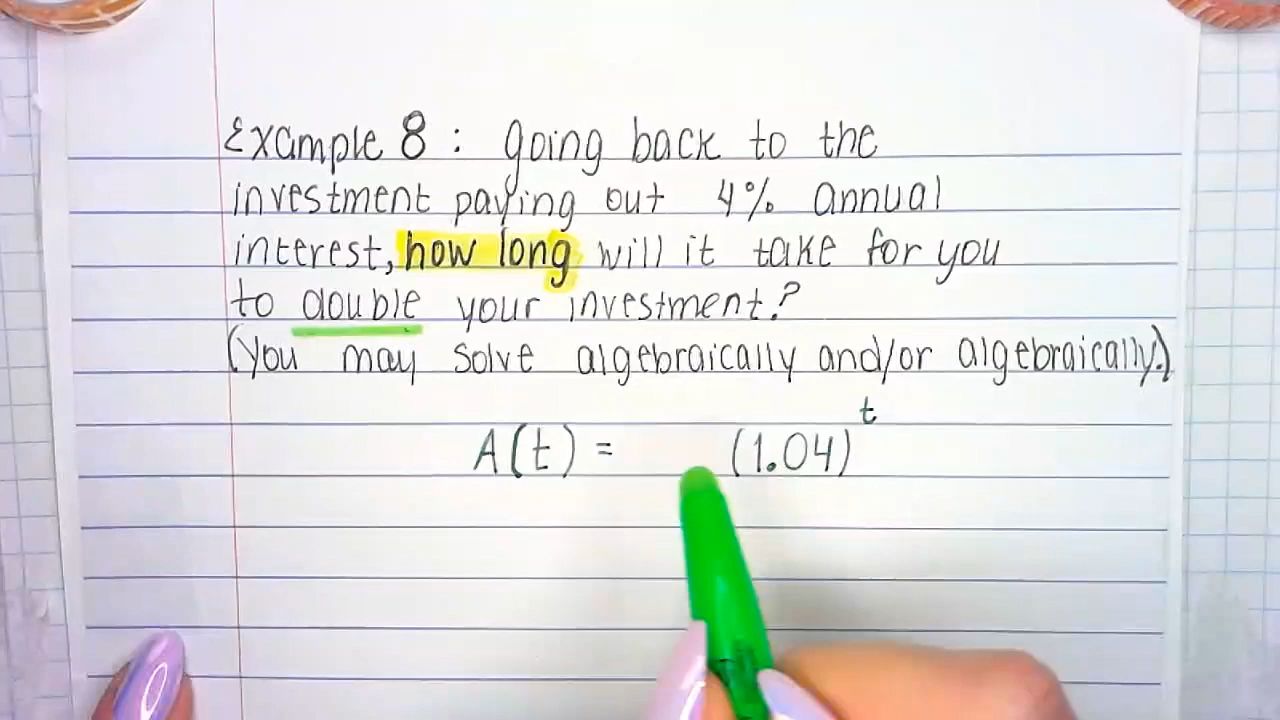 Example 8 : going back to the
investment paying out 4% annual
interest, how long will it take for you
to double your investment?
(you may solve algebraically and/or algebraically.)
A(t) = (1.04)^t